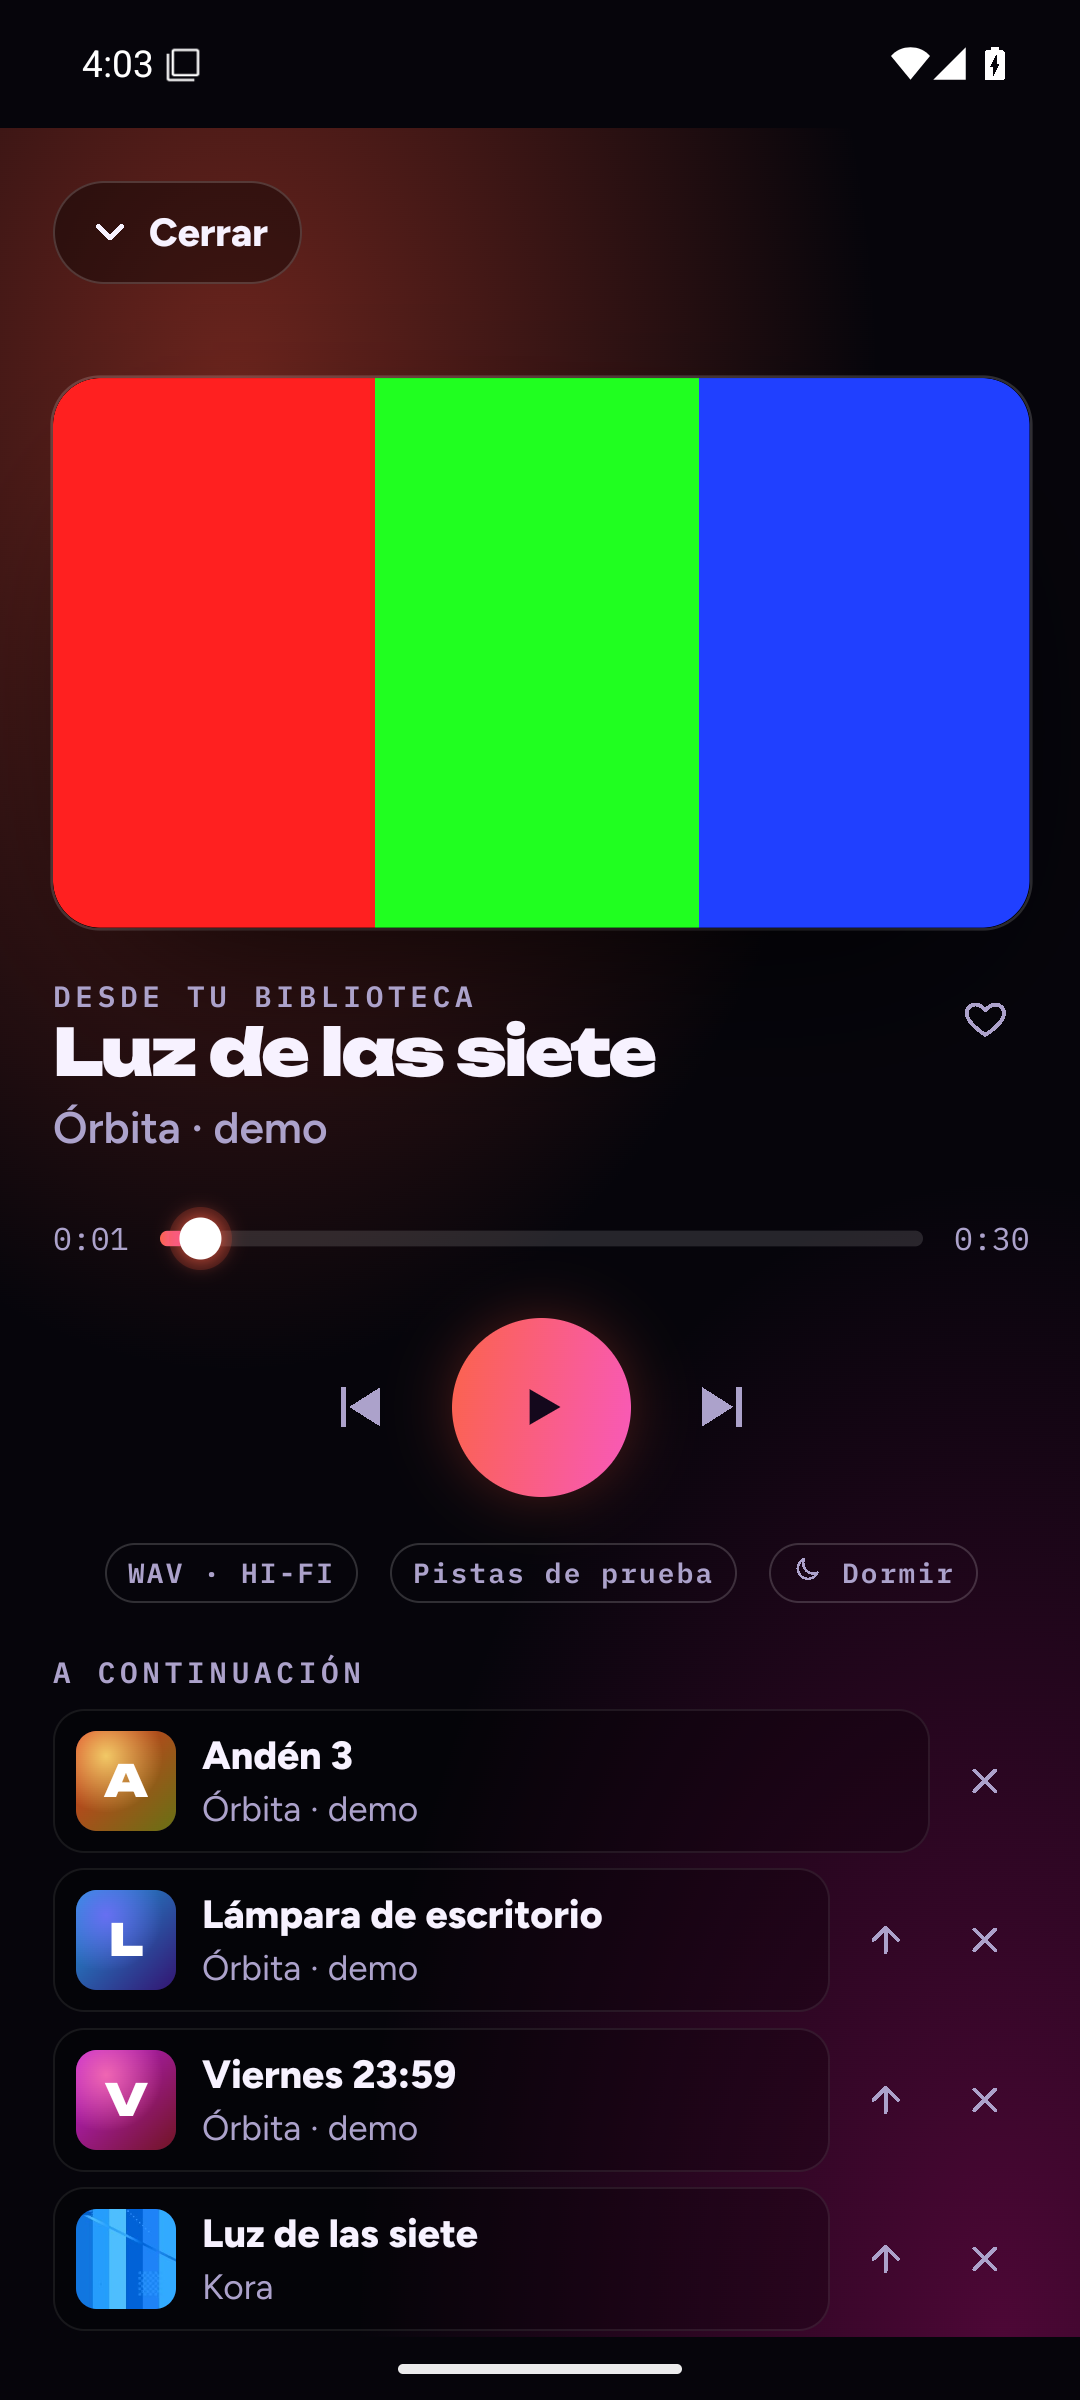 4:03
Cerrar
DESDE TU BIBLIOTECA
Luz de las siete
Órbita · demo
0:01
0:30
WAV · HI-FI
Pistas de prueba
Dormir
A CONTINUACIÓN
A
Andén 3
Órbita · demo
L
Lámpara de escritorio
Órbita · demo
V
Viernes 23:59
Órbita · demo
Luz de las siete
Kora